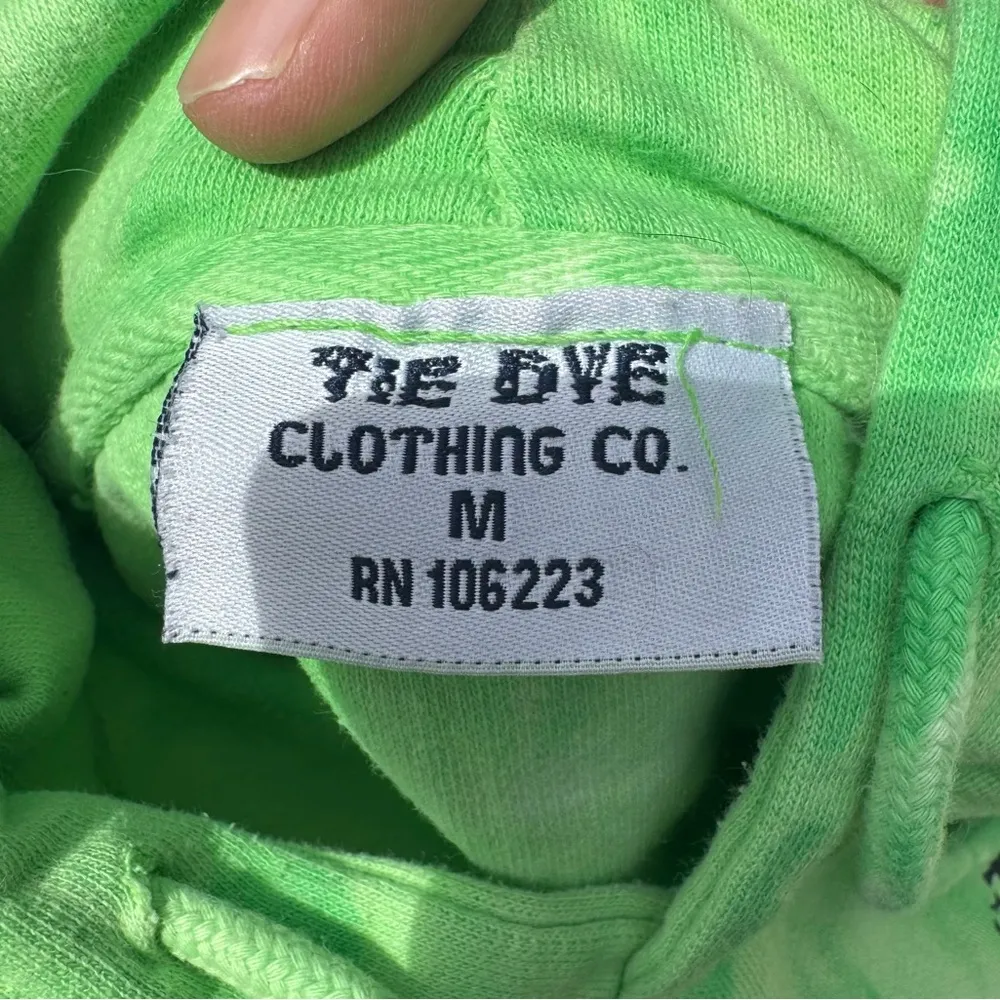 TIE DYE
CLOTHING CO.
M
RN 106223